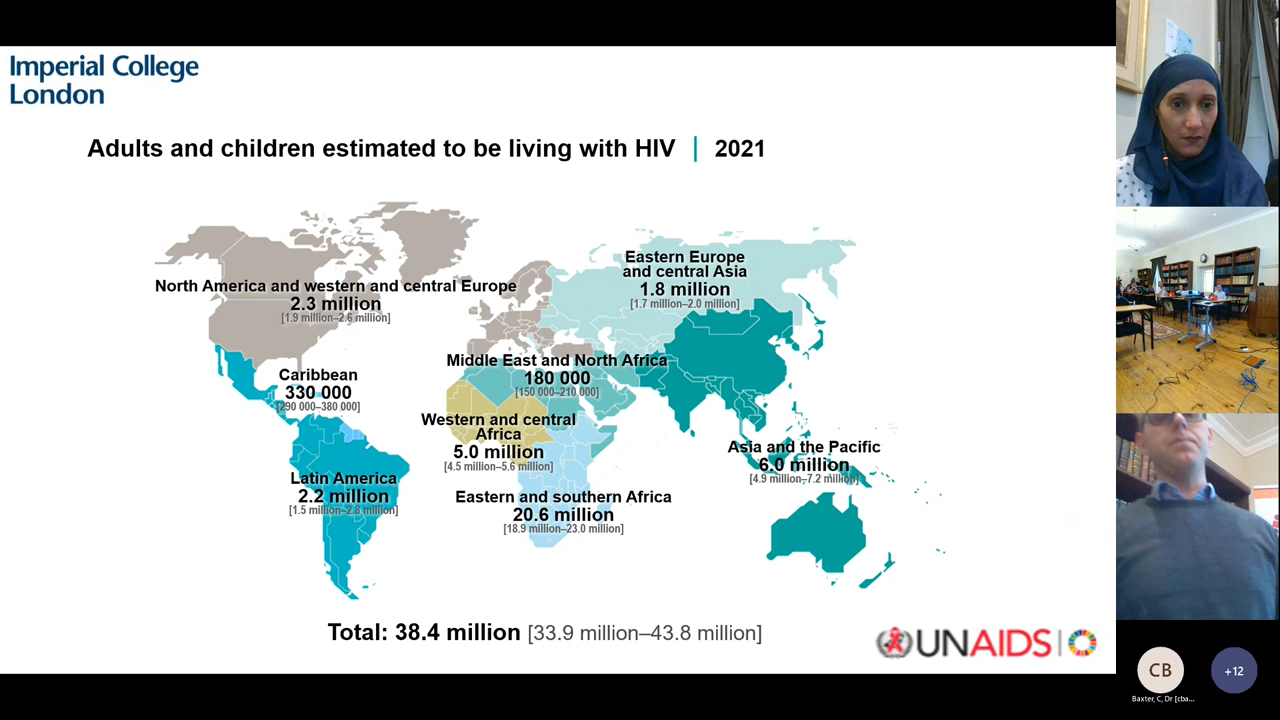 Imperial College
London
Adults and children estimated to be living with HIV | 2021
Eastern Europe
and central Asia
1.8 million
[1.7 million–2.0 million]
North America and western and central Europe
2.3 million
[1.9 million–2.6 million]
Middle East and North Africa
180 000
[150 000–210 000]
Caribbean
330 000
[290 000–380 000]
Western and central
Africa
5.0 million
[4.5 million–5.6 million]
Asia and the Pacific
6.0 million
[4.9 million–7.2 million]
Latin America
2.2 million
[1.5 million–2.8 million]
Eastern and southern Africa
20.6 million
[18.9 million–23.0 million]
Total: 38.4 million [33.9 million–43.8 million]
UNAIDS
CB
+12
Baxter, C, Dr [cba...